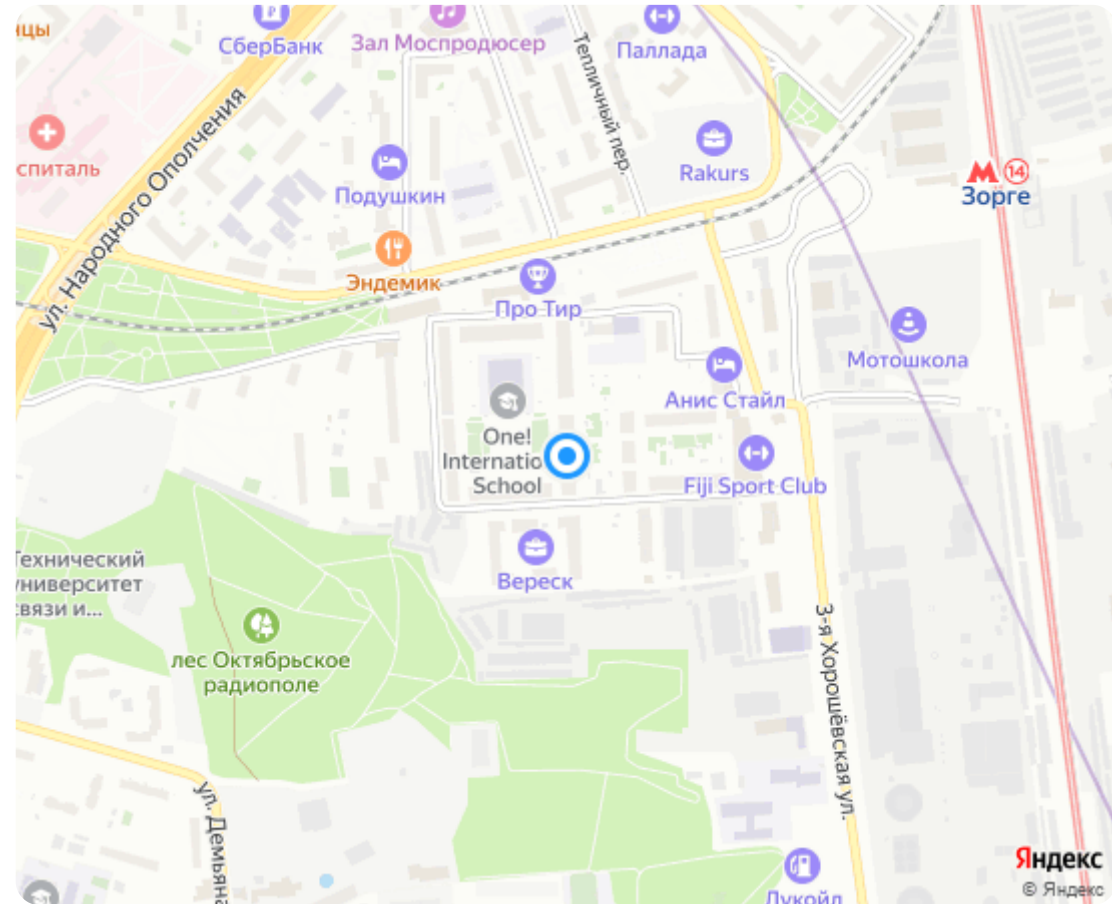 СберБанк
Зал Моспродюсер
Паллада
Тепличный пер.
ул. Народного Ополчения
спиталь
Подушкин
Rakurs
14
Зорге
Эндемик
Про Тир
Мотошкола
Анис Стайл
One!
Internatio
School
Fiji Sport Club
Вереск
Технический
университет
связи и...
лес Октябрьское
радиополе
3-я Хорошёвская ул.
ул. Демьяна
Лукойл
Яндекс
© Яндекс